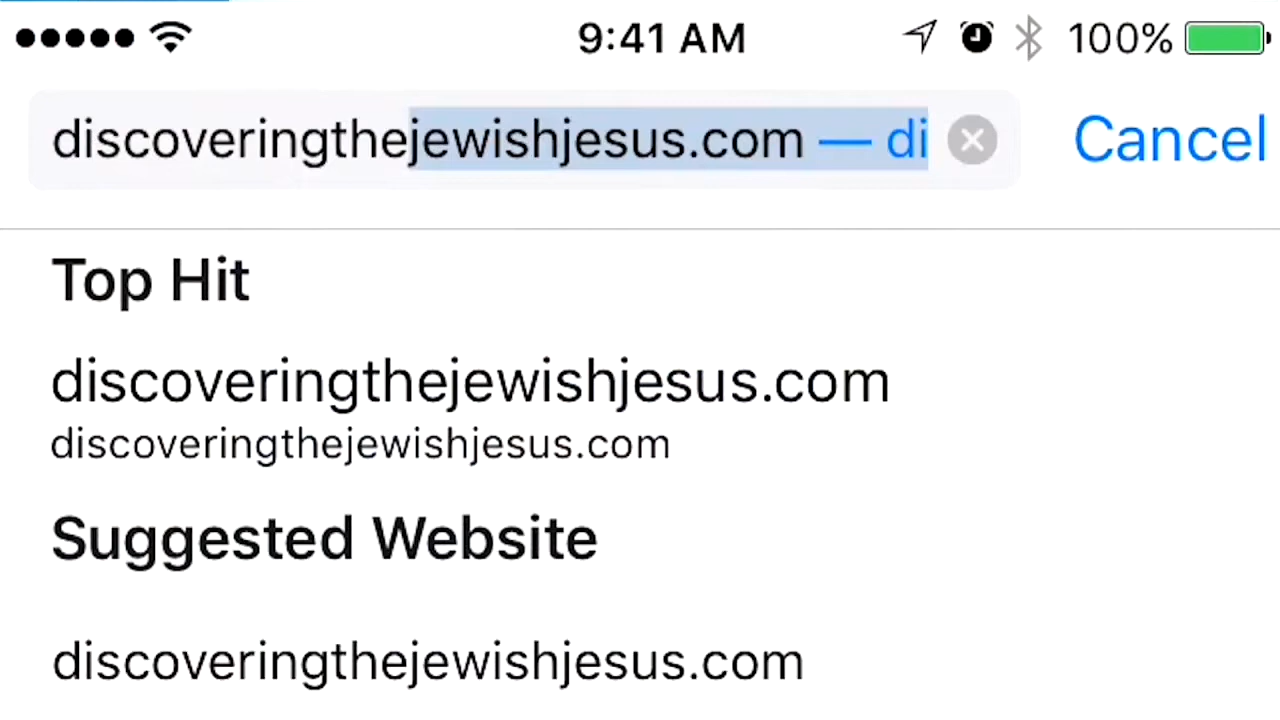 9:41 AM 100%
discoveringthejewishjesus.com — di Cancel
Top Hit
discoveringthejewishjesus.com
discoveringthejewishjesus.com
Suggested Website
discoveringthejewishjesus.com